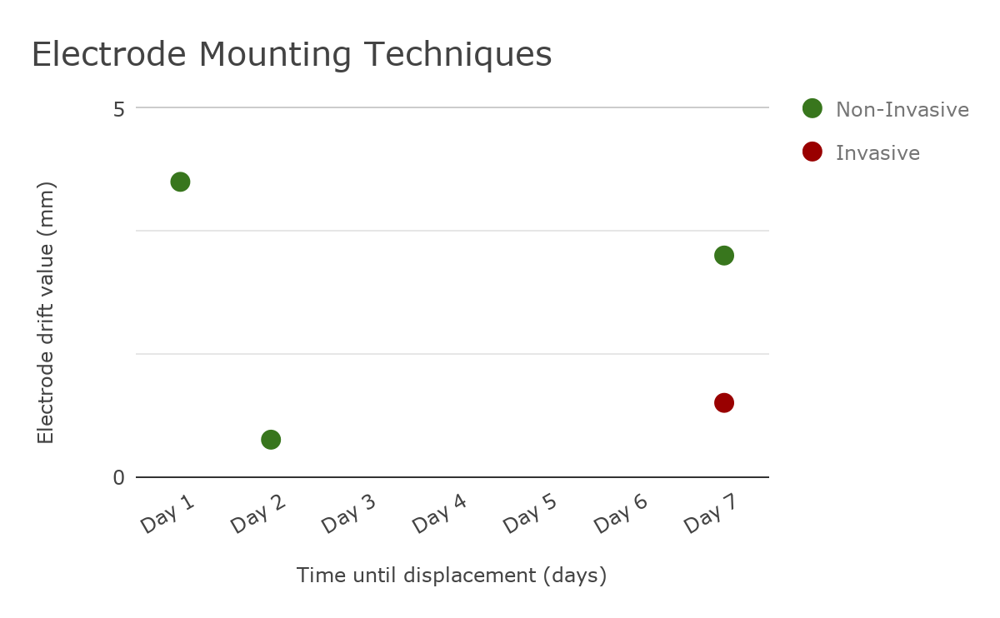 Electrode Mounting Techniques
5
0
Electrode drift value (mm)
Day 1
Day 2
Day 3
Day 4
Day 5
Day 6
Day 7
Time until displacement (days)
Non-Invasive
Invasive